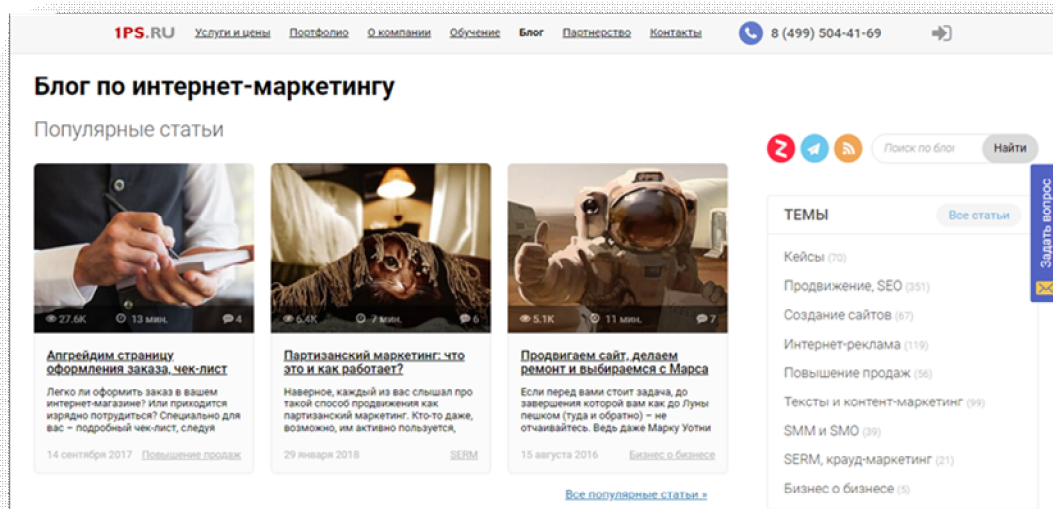 1PS.RU Услуги и цены Портфолио О компании Обучение Блог Партнерство Контакты 8 (499) 504-41-69
Блог по интернет-маркетингу
Популярные статьи
27.6K 13 мин. 4
Апгрейдим страницу
оформления заказа, чек-лист
Легко ли оформить заказ в вашем
интернет-магазине? Или приходится
изрядно потрудиться? Специально для
вас – подробный чек-лист, следуя
14 сентября 2017 Повышение продаж
6.4K 7 мин. 6
Партизанский маркетинг: что
это и как работает?
Наверное, каждый из вас слышал про
такой способ продвижения как
партизанский маркетинг. Кто-то даже,
возможно, им активно пользуется,
29 января 2018 SERM
5.1K 11 мин. 7
Продвигаем сайт, делаем
ремонт и выбираемся с Марса
Если перед вами стоит задача, до
завершения которой вам как до Луны
пешком (туда и обратно) – не
отчаивайтесь. Ведь даже Марку Уотни
15 августа 2016 Бизнес о бизнесе
Все популярные статьи »
Поиск по блог Найти
ТЕМЫ Все статьи
Кейсы (70)
Продвижение, SEO (351)
Создание сайтов (67)
Интернет-реклама (119)
Повышение продаж (56)
Тексты и контент-маркетинг (99)
SMM и SMO (39)
SERM, крауд-маркетинг (21)
Бизнес о бизнесе (5)
Задать вопрос